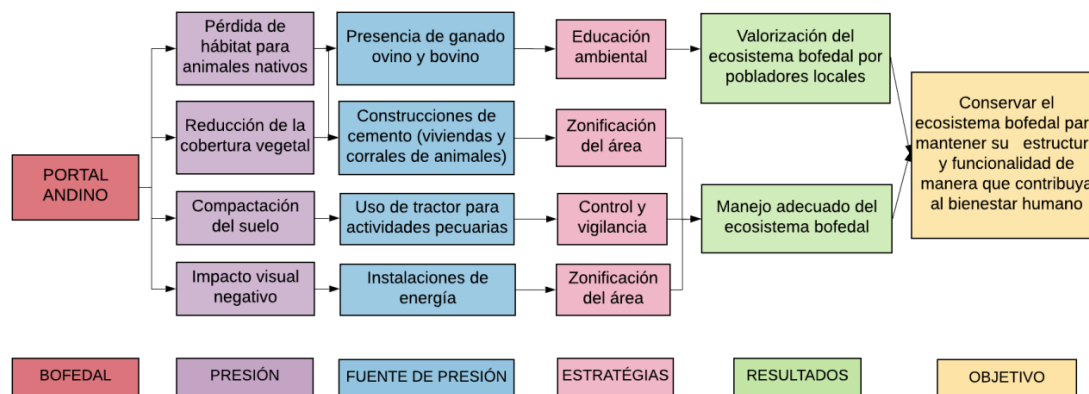 PORTAL
ANDINO
Pérdida de
hábitat para
animales nativos
Reducción de la
cobertura vegetal
Compactación
del suelo
Impacto visual
negativo
Presencia de ganado
ovino y bovino
Construcciones de
cemento (viviendas y
corrales de animales)
Uso de tractor para
actividades pecuarias
Instalaciones de
energía
Educación
ambiental
Zonificación
del área
Control y
vigilancia
Zonificación
del área
Valorización del
ecosistema bofedal por
pobladores locales
Manejo adecuado del
ecosistema bofedal
Conservar el
ecosistema bofedal par
mantener su estructur
y funcionalidad de
manera que contribuya
al bienestar humano
BOFEDAL
PRESIÓN
FUENTE DE PRESIÓN
ESTRATÉGIAS
RESULTADOS
OBJETIVO